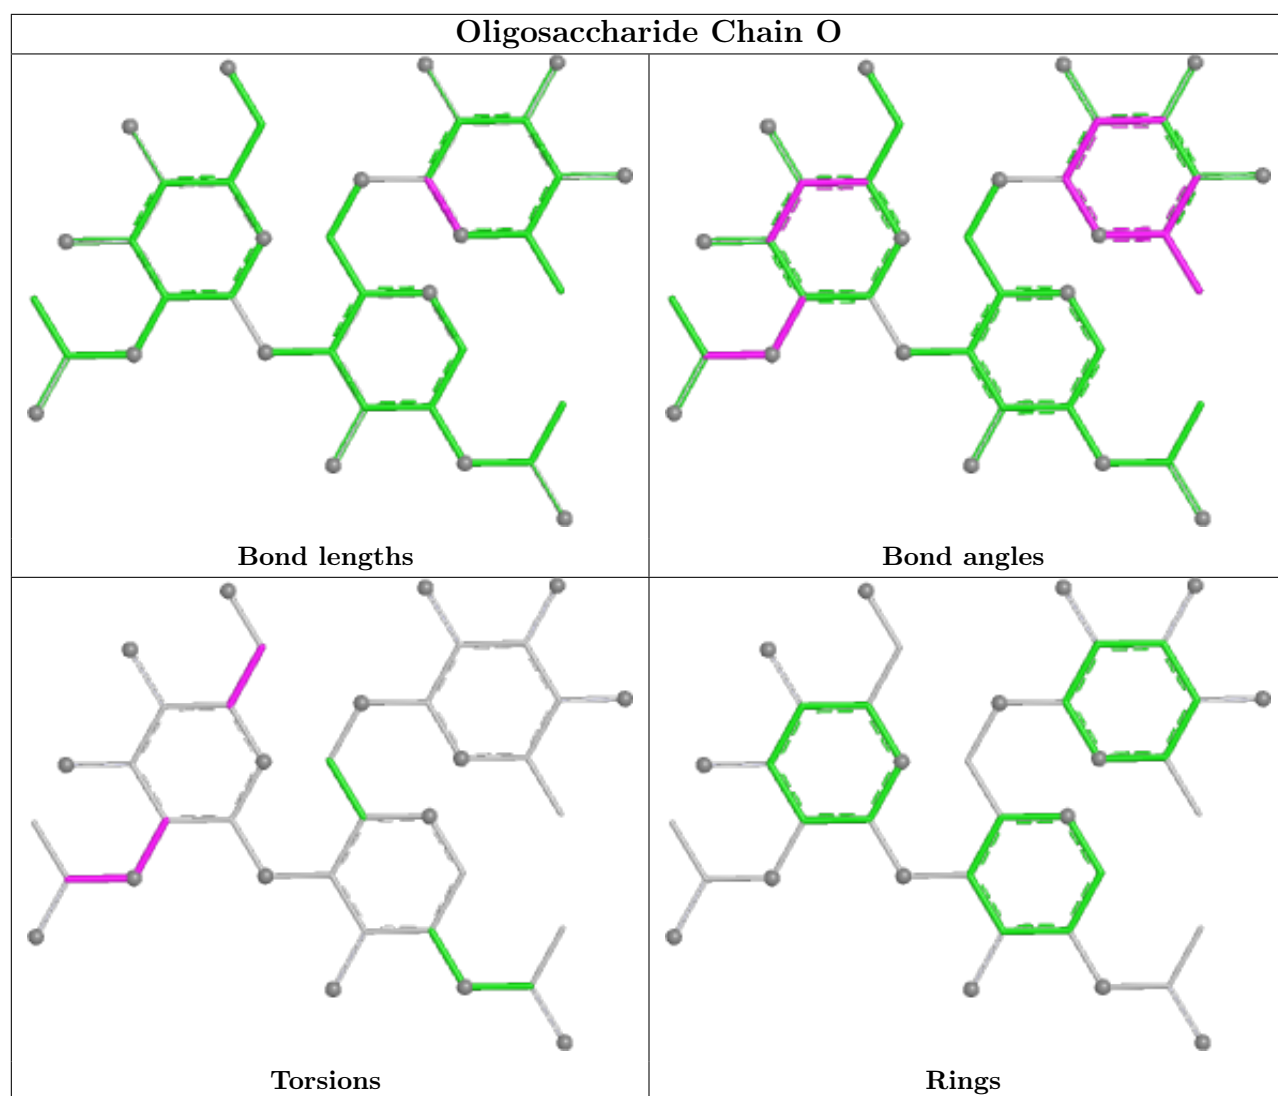 Oligosaccharide Chain O
Bond lengths
Bond angles
Torsions
Rings